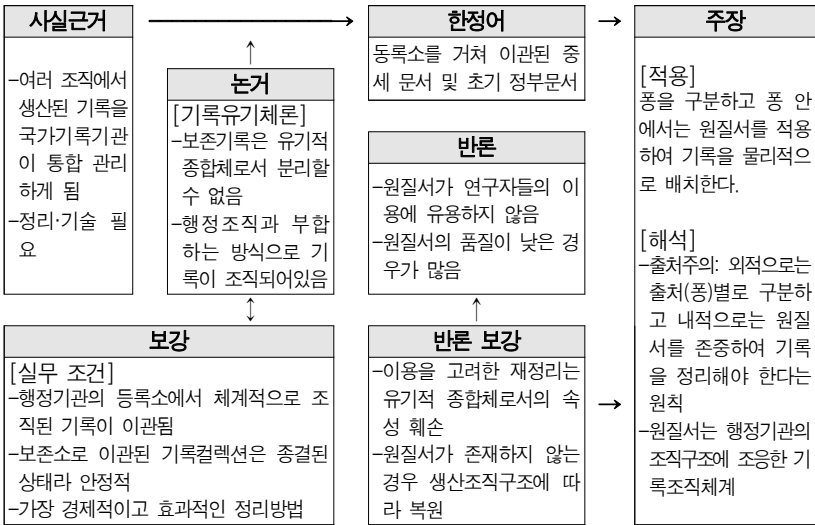 사실근거
–여러 조직에서
생산된 기록을
국가기록기관
이 통합 관리
하게 됨
–정리·기술 필
요
논거
[기록유기체론]
–보존기록은 유기적
종합체로서 분리할
수 없음
–행정조직과 부합
하는 방식으로 기
록이 조직되어있음
보강
[실무 조건]
–행정기관의 등록소에서 체계적으로 조
직된 기록이 이관됨
–보존소로 이관된 기록컬렉션은 종결된
상태라 안정적
–가장 경제적이고 효과적인 정리방법
한정어
동록소를 거쳐 이관된 중
세 문서 및 초기 정부문서
반론
–원질서가 연구자들의 이
용에 유용하지 않음
–원질서의 품질이 낮은 경
우가 많음
반론 보강
–이용을 고려한 재정리는
유기적 종합체로서의 속
성 훼손
–원질서가 존재하지 않는
경우 생산조직구조에 따
라 복원
주장
[적용]
퐁을 구분하고 퐁 안
에서는 원질서를 적용
하여 기록을 물리적으
로 배치한다.
[해석]
–출처주의: 외적으로는
출처(퐁)별로 구분하
고 내적으로는 원질
서를 존중하여 기록
을 정리해야 한다는
원칙
–원질서는 행정기관의
조직구조에 조응한 기
록조직체계